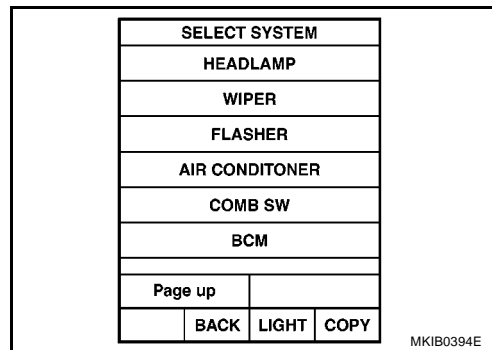 SELECT SYSTEM
HEADLAMP
WIPER
FLASHER
AIR CONDITONER
COMB SW
BCM
Page up
BACK LIGHT COPY
MKIB0394E